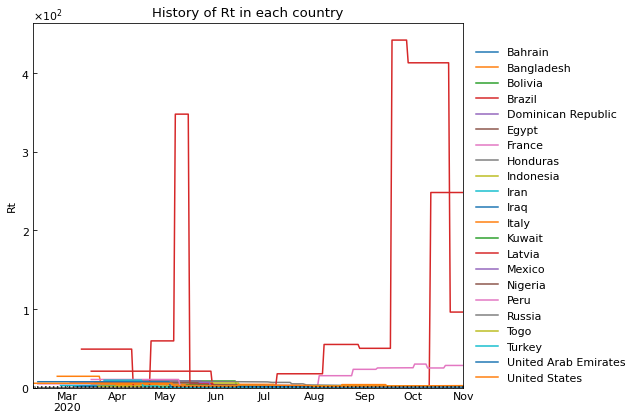 History of Rt in each country
×10²
4
3
2
1
0
Rt
Mar Apr May Jun Jul Aug Sep Oct Nov
2020
Bahrain
Bangladesh
Bolivia
Brazil
Dominican Republic
Egypt
France
Honduras
Indonesia
Iran
Iraq
Italy
Kuwait
Latvia
Mexico
Nigeria
Peru
Russia
Togo
Turkey
United Arab Emirates
United States